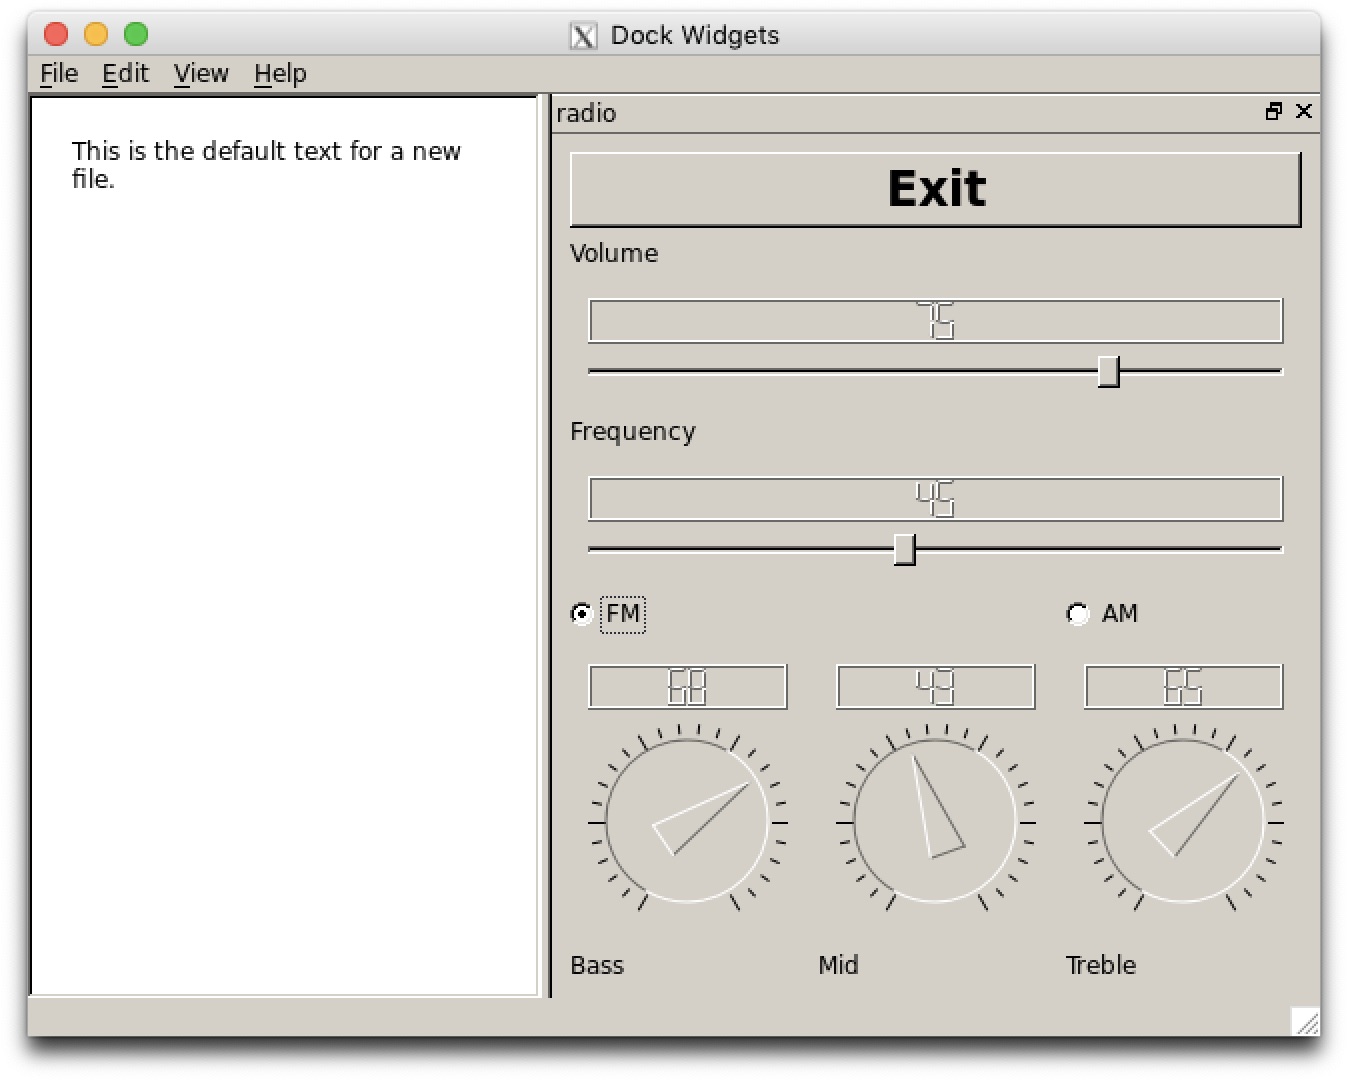 Dock Widgets
File Edit View Help
This is the default text for a new
file.
radio
Exit
Volume
75
Frequency
45
FM AM
68 43 65
Bass Mid Treble